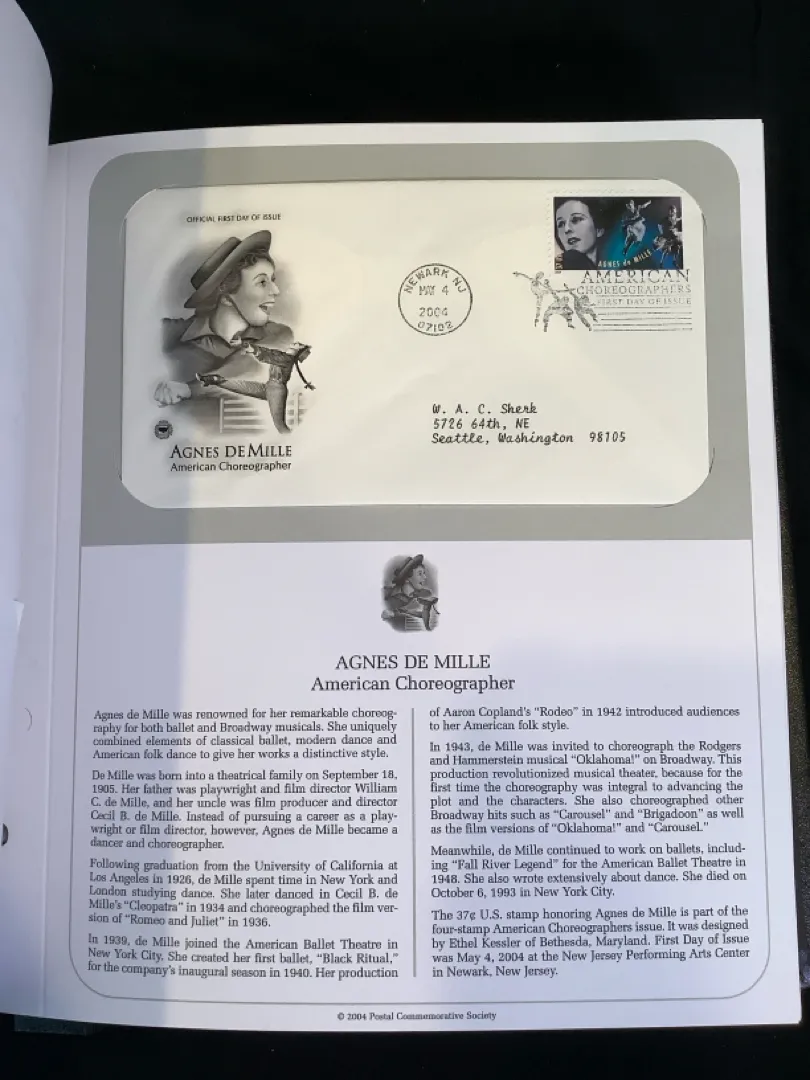 OFFICIAL FIRST DAY OF ISSUE
NEWARK NJ
MAY 4
2004
07102
AGNES de MILLE
AMERICAN
CHOREOGRAPHERS
FIRST DAY OF ISSUE
W. A. C. Sherk
5726 64th, NE
Seattle, Washington 98105
AGNES DE MILLE
American Choreographer
AGNES DE MILLE
American Choreographer
Agnes de Mille was renowned for her remarkable choreog-
raphy for both ballet and Broadway musicals. She uniquely
combined elements of classical ballet, modern dance and
American folk dance to give her works a distinctive style.
De Mille was born into a theatrical family on September 18,
1905. Her father was playwright and film director William
C. de Mille, and her uncle was film producer and director
Cecil B. de Mille. Instead of pursuing a career as a play-
wright or film director, however, Agnes de Mille became a
dancer and choreographer.
Following graduation from the University of California at
Los Angeles in 1926, de Mille spent time in New York and
London studying dance. She later danced in Cecil B. de
Mille's "Cleopatra" in 1934 and choreographed the film ver-
sion of "Romeo and Juliet" in 1936.
In 1939, de Mille joined the American Ballet Theatre in
New York City. She created her first ballet, "Black Ritual,"
for the company's inaugural season in 1940. Her production
of Aaron Copland's "Rodeo" in 1942 introduced audiences
to her American folk style.
In 1943, de Mille was invited to choreograph the Rodgers
and Hammerstein musical "Oklahoma!" on Broadway. This
production revolutionized musical theater, because for the
first time the choreography was integral to advancing the
plot and the characters. She also choreographed other
Broadway hits such as "Carousel" and "Brigadoon" as well
as the film versions of "Oklahoma!" and "Carousel."
Meanwhile, de Mille continued to work on ballets, includ-
ing "Fall River Legend" for the American Ballet Theatre in
1948. She also wrote extensively about dance. She died on
October 6, 1993 in New York City.
The 37¢ U.S. stamp honoring Agnes de Mille is part of the
four-stamp American Choreographers issue. It was designed
by Ethel Kessler of Bethesda, Maryland. First Day of Issue
was May 4, 2004 at the New Jersey Performing Arts Center
in Newark, New Jersey.
© 2004 Postal Commemorative Society